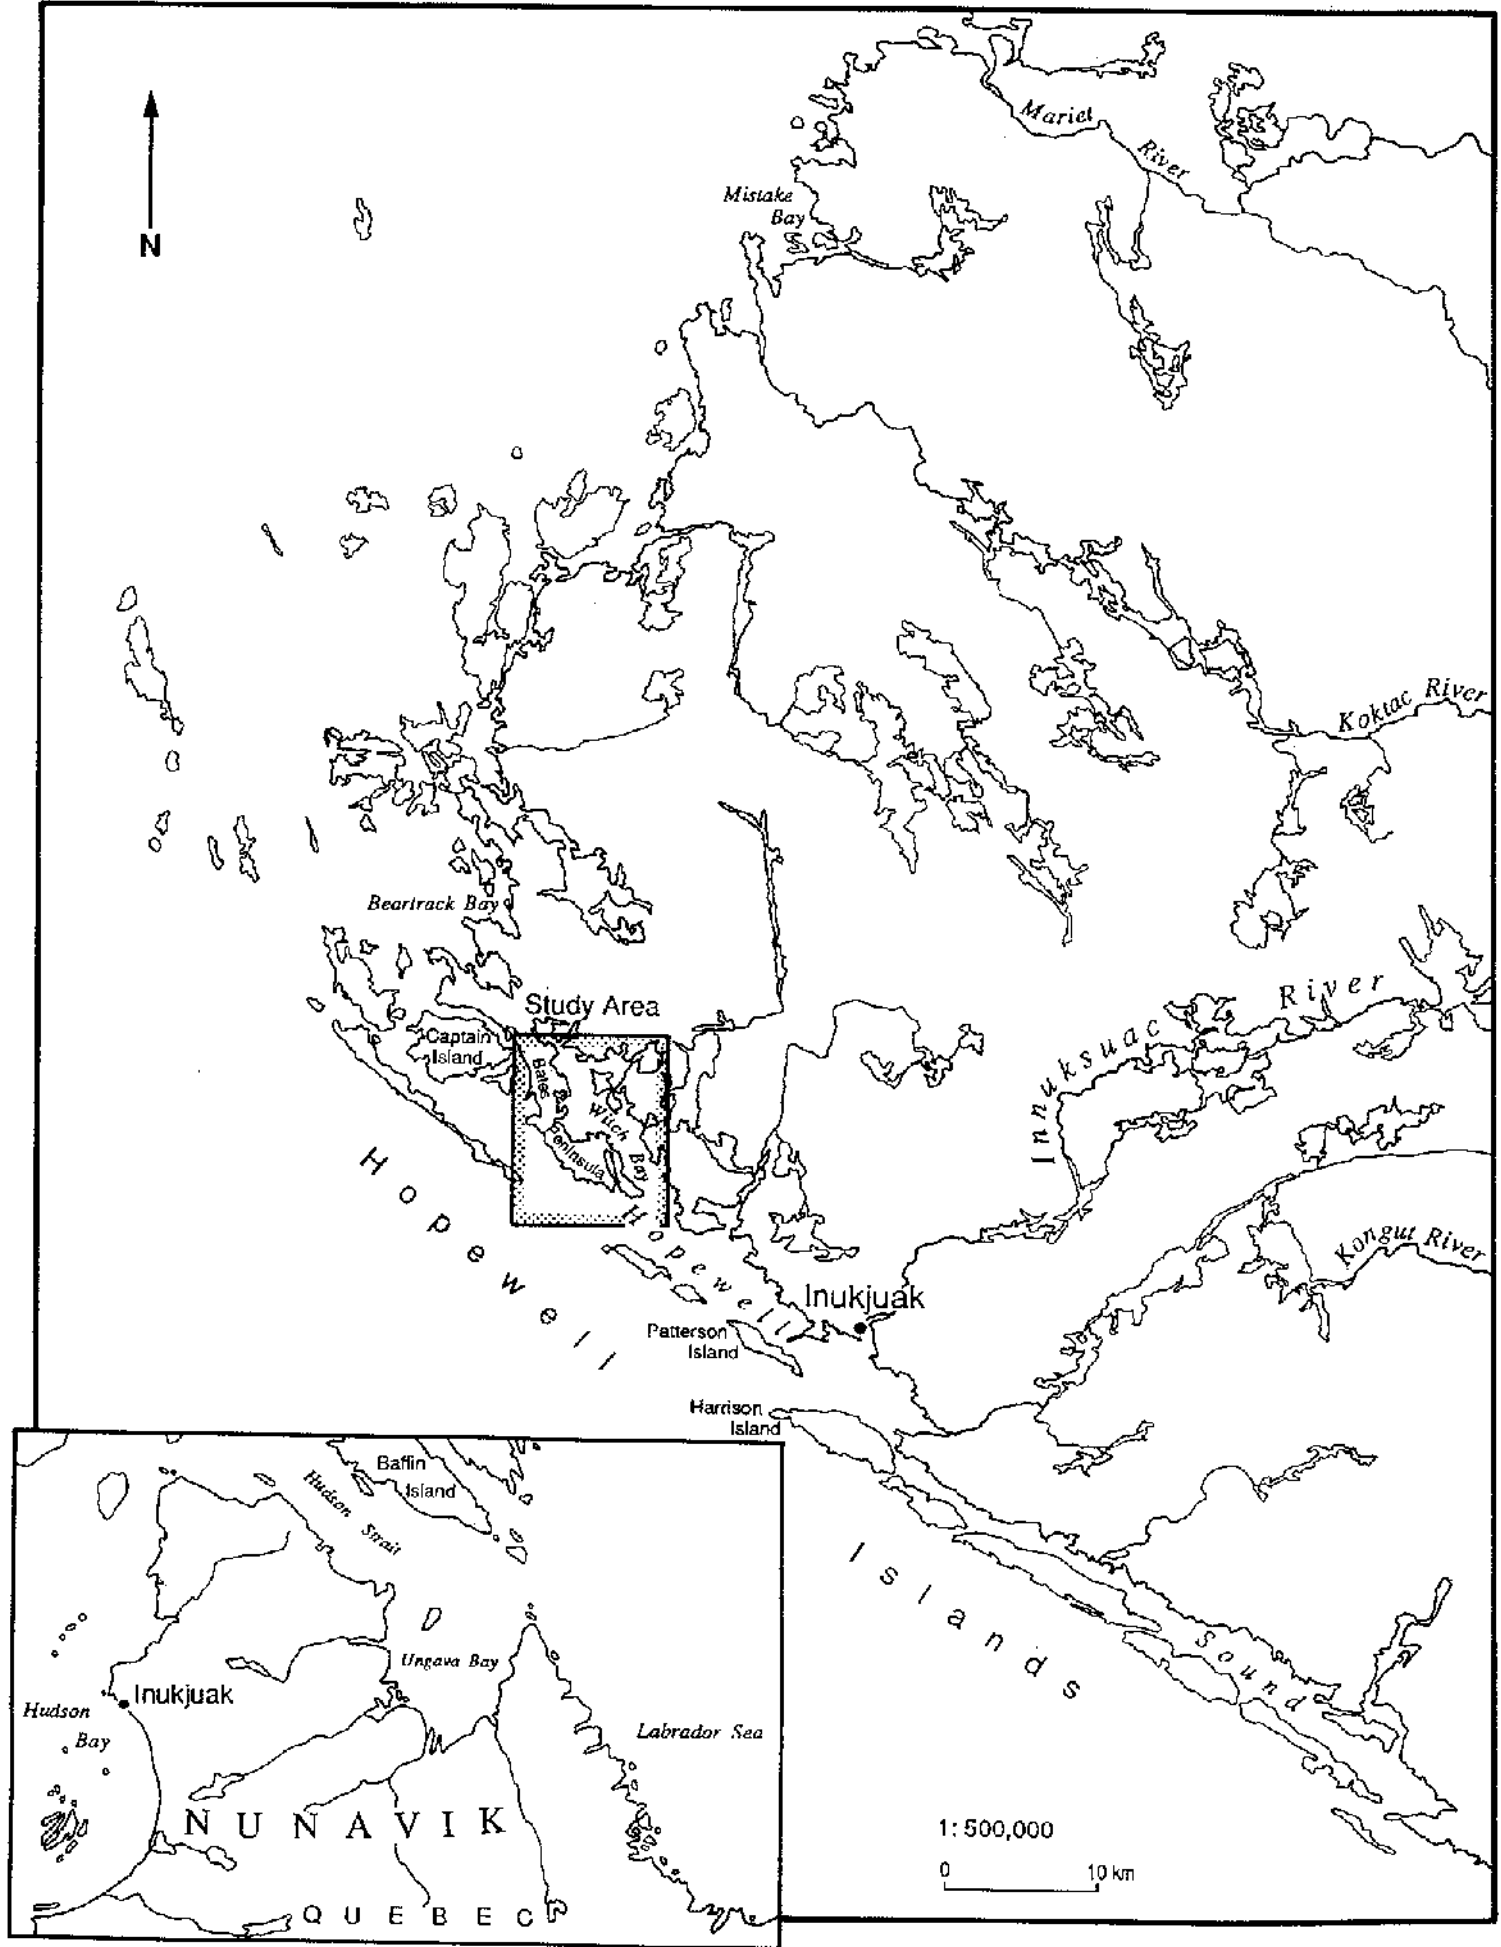 Mariet
River
Mistake
Bay
N
Koktac River
Beartrack Bay
Study Area
Captain
Island
Bates
Peninsula
Witch
Bay
Innuksuac River
Kongut River
Hopewell
Hopewell
Inukjuak
Patterson
Island
Harrison
Island
Islands
Sound
Baffin
Island
Hudson
Strait
Ungava Bay
Inukjuak
Hudson
Bay
Labrador Sea
NUNAVIK
QUEBEC
1: 500,000
0 10 km